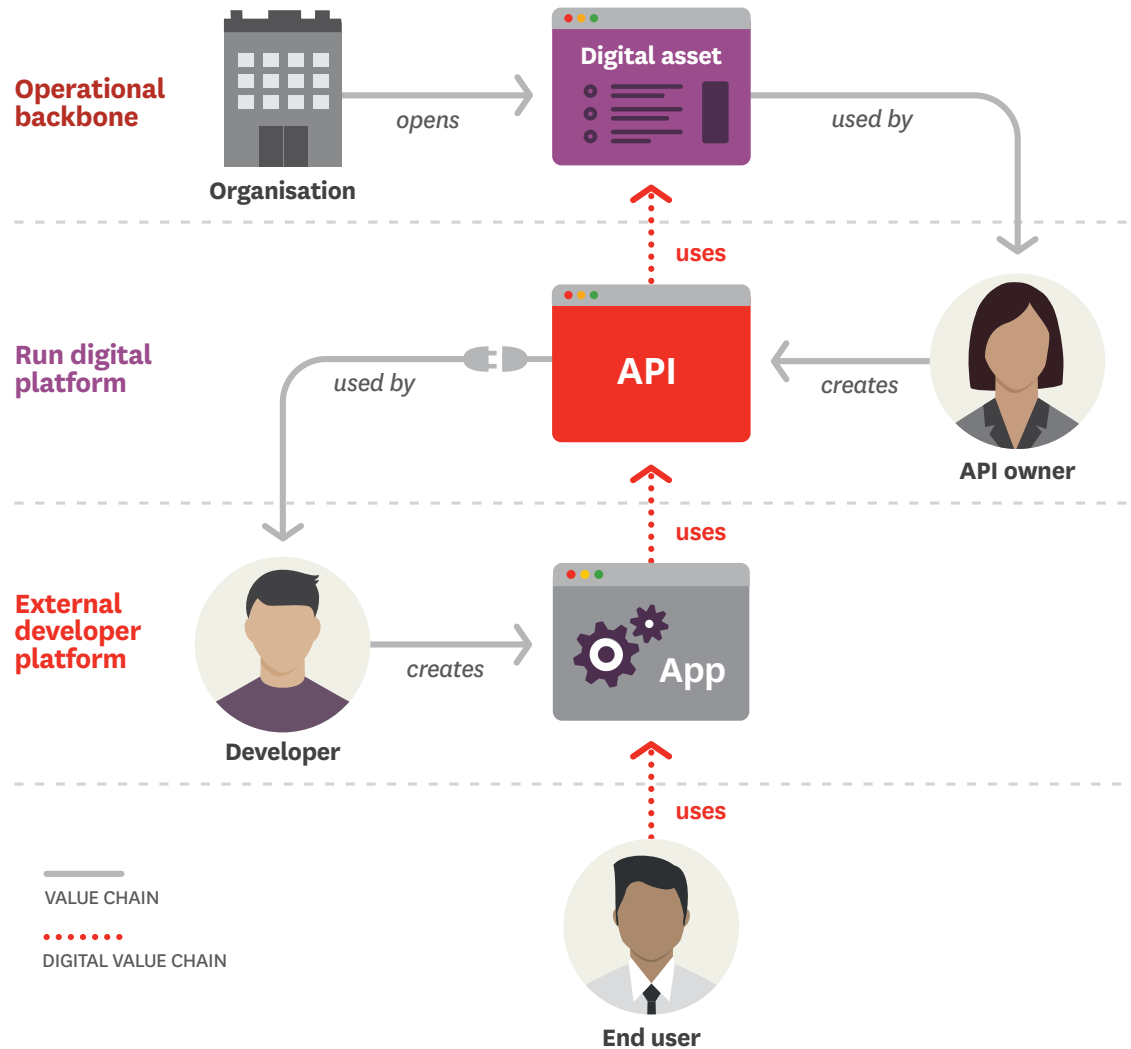 Digital asset
Operational
backbone
opens
used by
Organisation
uses
Run digital
platform
API
used by
creates
API owner
uses
External
developer
platform
App
creates
Developer
uses
VALUE CHAIN
DIGITAL VALUE CHAIN
End user